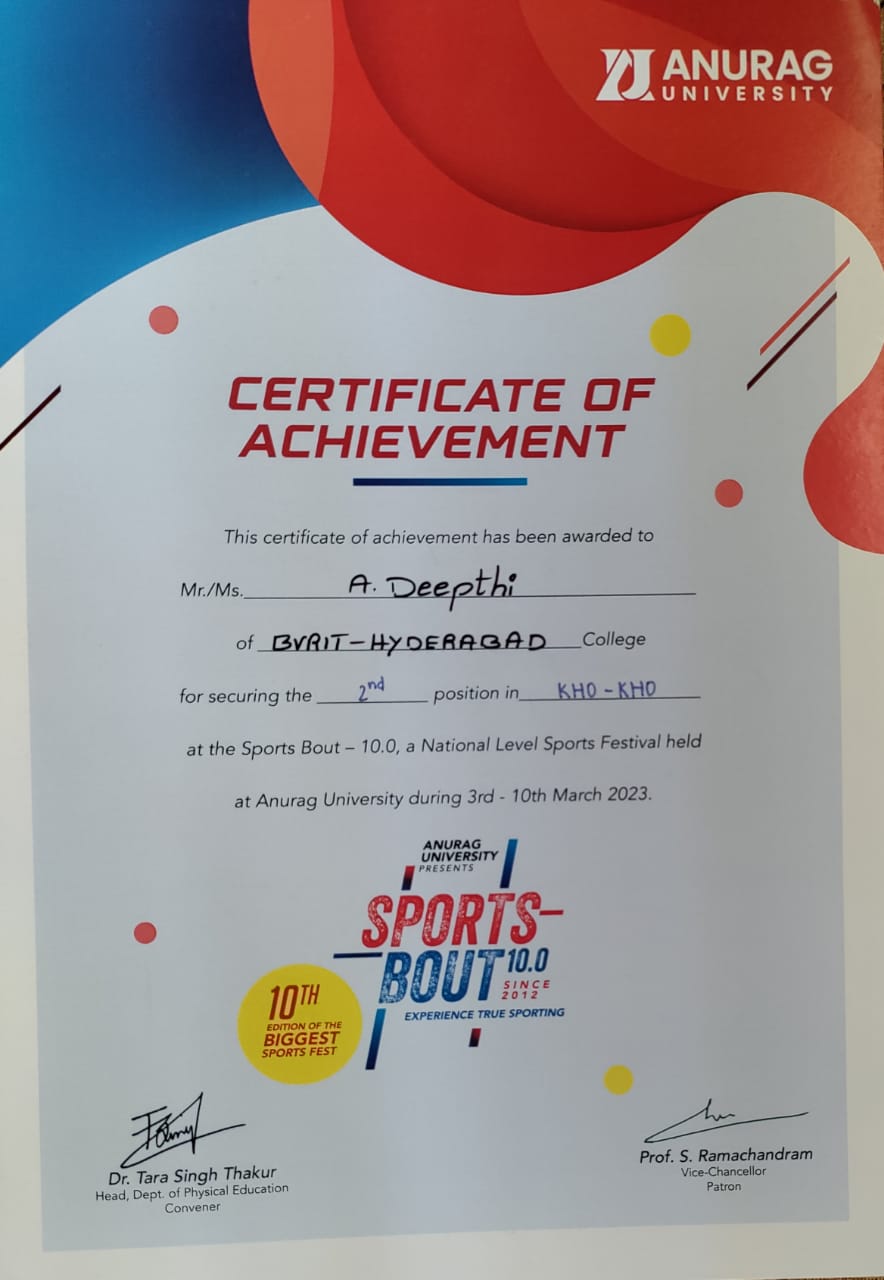 ANURAG
UNIVERSITY
CERTIFICATE OF
ACHIEVEMENT
This certificate of achievement has been awarded to
Mr./Ms. A. Deepthi
of BVRIT-HYDERABAD College
for securing the 2nd position in KHO-KHO
at the Sports Bout – 10.0, a National Level Sports Festival held
at Anurag University during 3rd - 10th March 2023.
ANURAG
UNIVERSITY
PRESENTS
SPORTS-
BOUT 10.0
SINCE
2012
EXPERIENCE TRUE SPORTING
10TH
EDITION OF THE
BIGGEST
SPORTS FEST
Dr. Tara Singh Thakur
Head, Dept. of Physical Education
Convener
Prof. S. Ramachandram
Vice-Chancellor
Patron